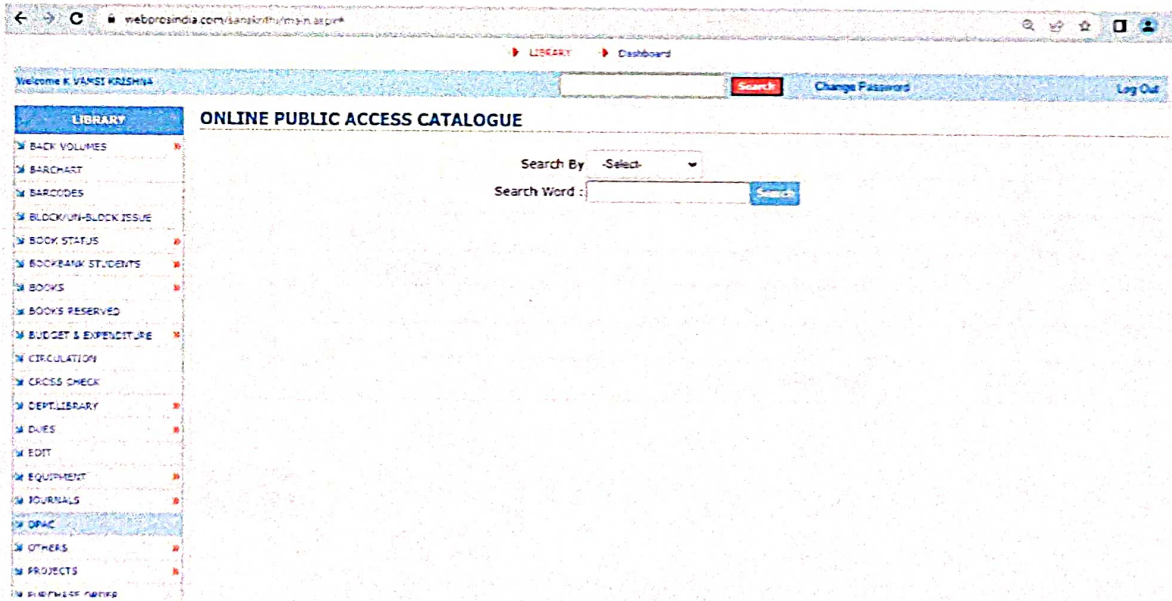 webprosindia.com/sanskrithi/main.aspx#
LIBRARY Dashboard
Welcome K VAMSI KRISHNA Search Change Password Log Out
LIBRARY
ONLINE PUBLIC ACCESS CATALOGUE
Search By -Select-
Search Word : Search
BACK VOLUMES
BARCHART
BARCODES
BLOCK/UN-BLOCK ISSUE
BOOK STATUS
BOOKBANK STUDENTS
BOOKS
BOOKS RESERVED
BUDGET & EXPENDITURE
CIRCULATION
CROSS CHECK
DEPT.LIBRARY
DUES
EDIT
EQUIPMENT
JOURNALS
OPAC
OTHERS
PROJECTS
PURCHASE ORDER